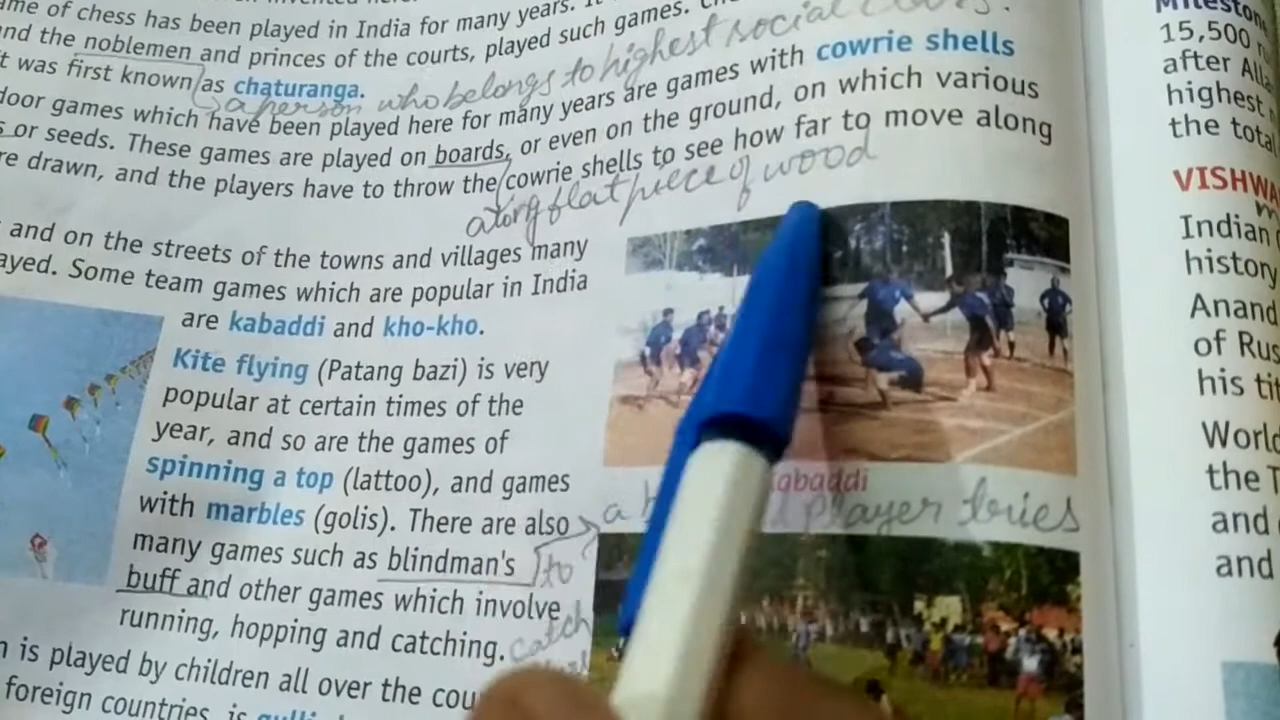 me of chess has been played in India for many years.
nd the noblemen and princes of the courts, played such games.
t was first known as chaturanga.
a person who belongs to highest social
door games which have been played here for many years are games with cowrie shells
s or seeds. These games are played on boards, or even on the ground, on which various
re drawn, and the players have to throw the cowrie shells to see how far to move along
along flat piece of wood
and on the streets of the towns and villages many
ayed. Some team games which are popular in India
are kabaddi and kho-kho.
Kite flying (Patang bazi) is very
popular at certain times of the
year, and so are the games of
spinning a top (lattoo), and games
with marbles (golis). There are also
many games such as blindman's
buff and other games which involve
running, hopping and catching.
a player tries
to
catch
abaddi
n is played by children all over the cou
foreign countries, is
Mileston
15,500
after Alla
highest
the total
VISHWA
Indian
history
Anand
of Rus
his tit
World
the T
and
and